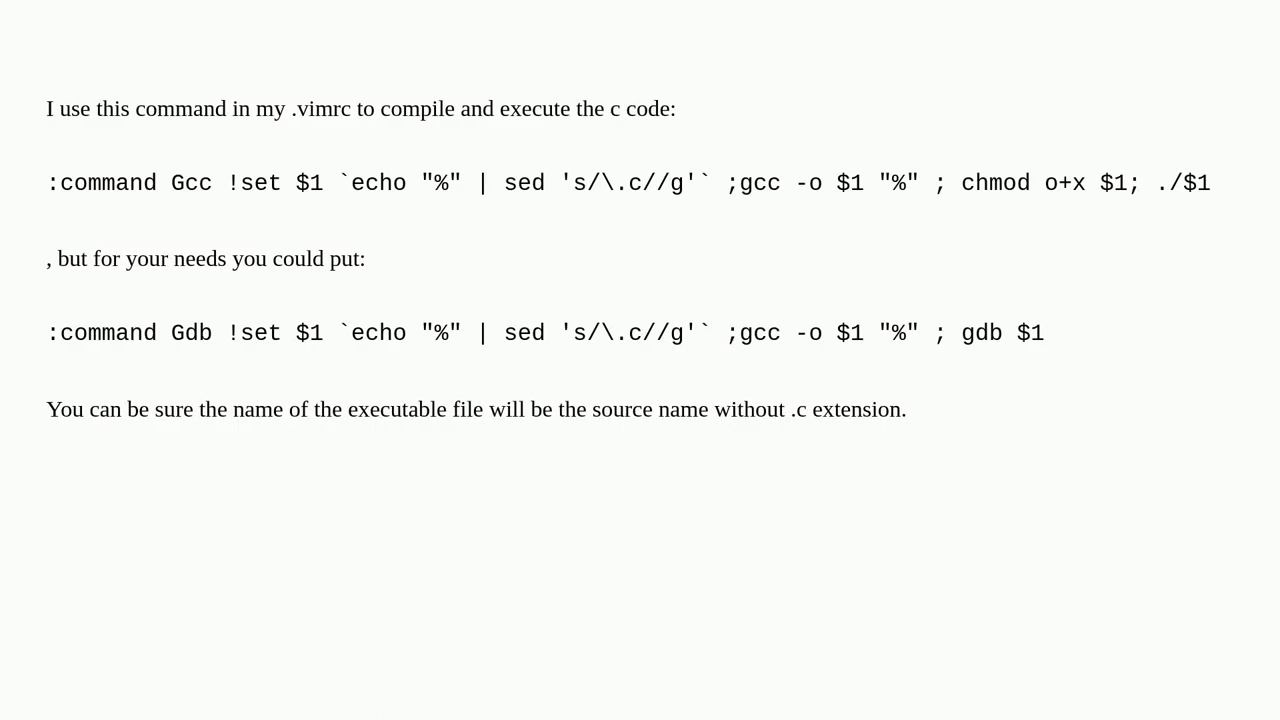 I use this command in my .vimrc to compile and execute the c code:
:command Gcc !set $1 `echo "%" | sed 's/\.c//g'` ;gcc -o $1 "%" ; chmod o+x $1; ./$1
, but for your needs you could put:
:command Gdb !set $1 `echo "%" | sed 's/\.c//g'` ;gcc -o $1 "%" ; gdb $1
You can be sure the name of the executable file will be the source name without .c extension.